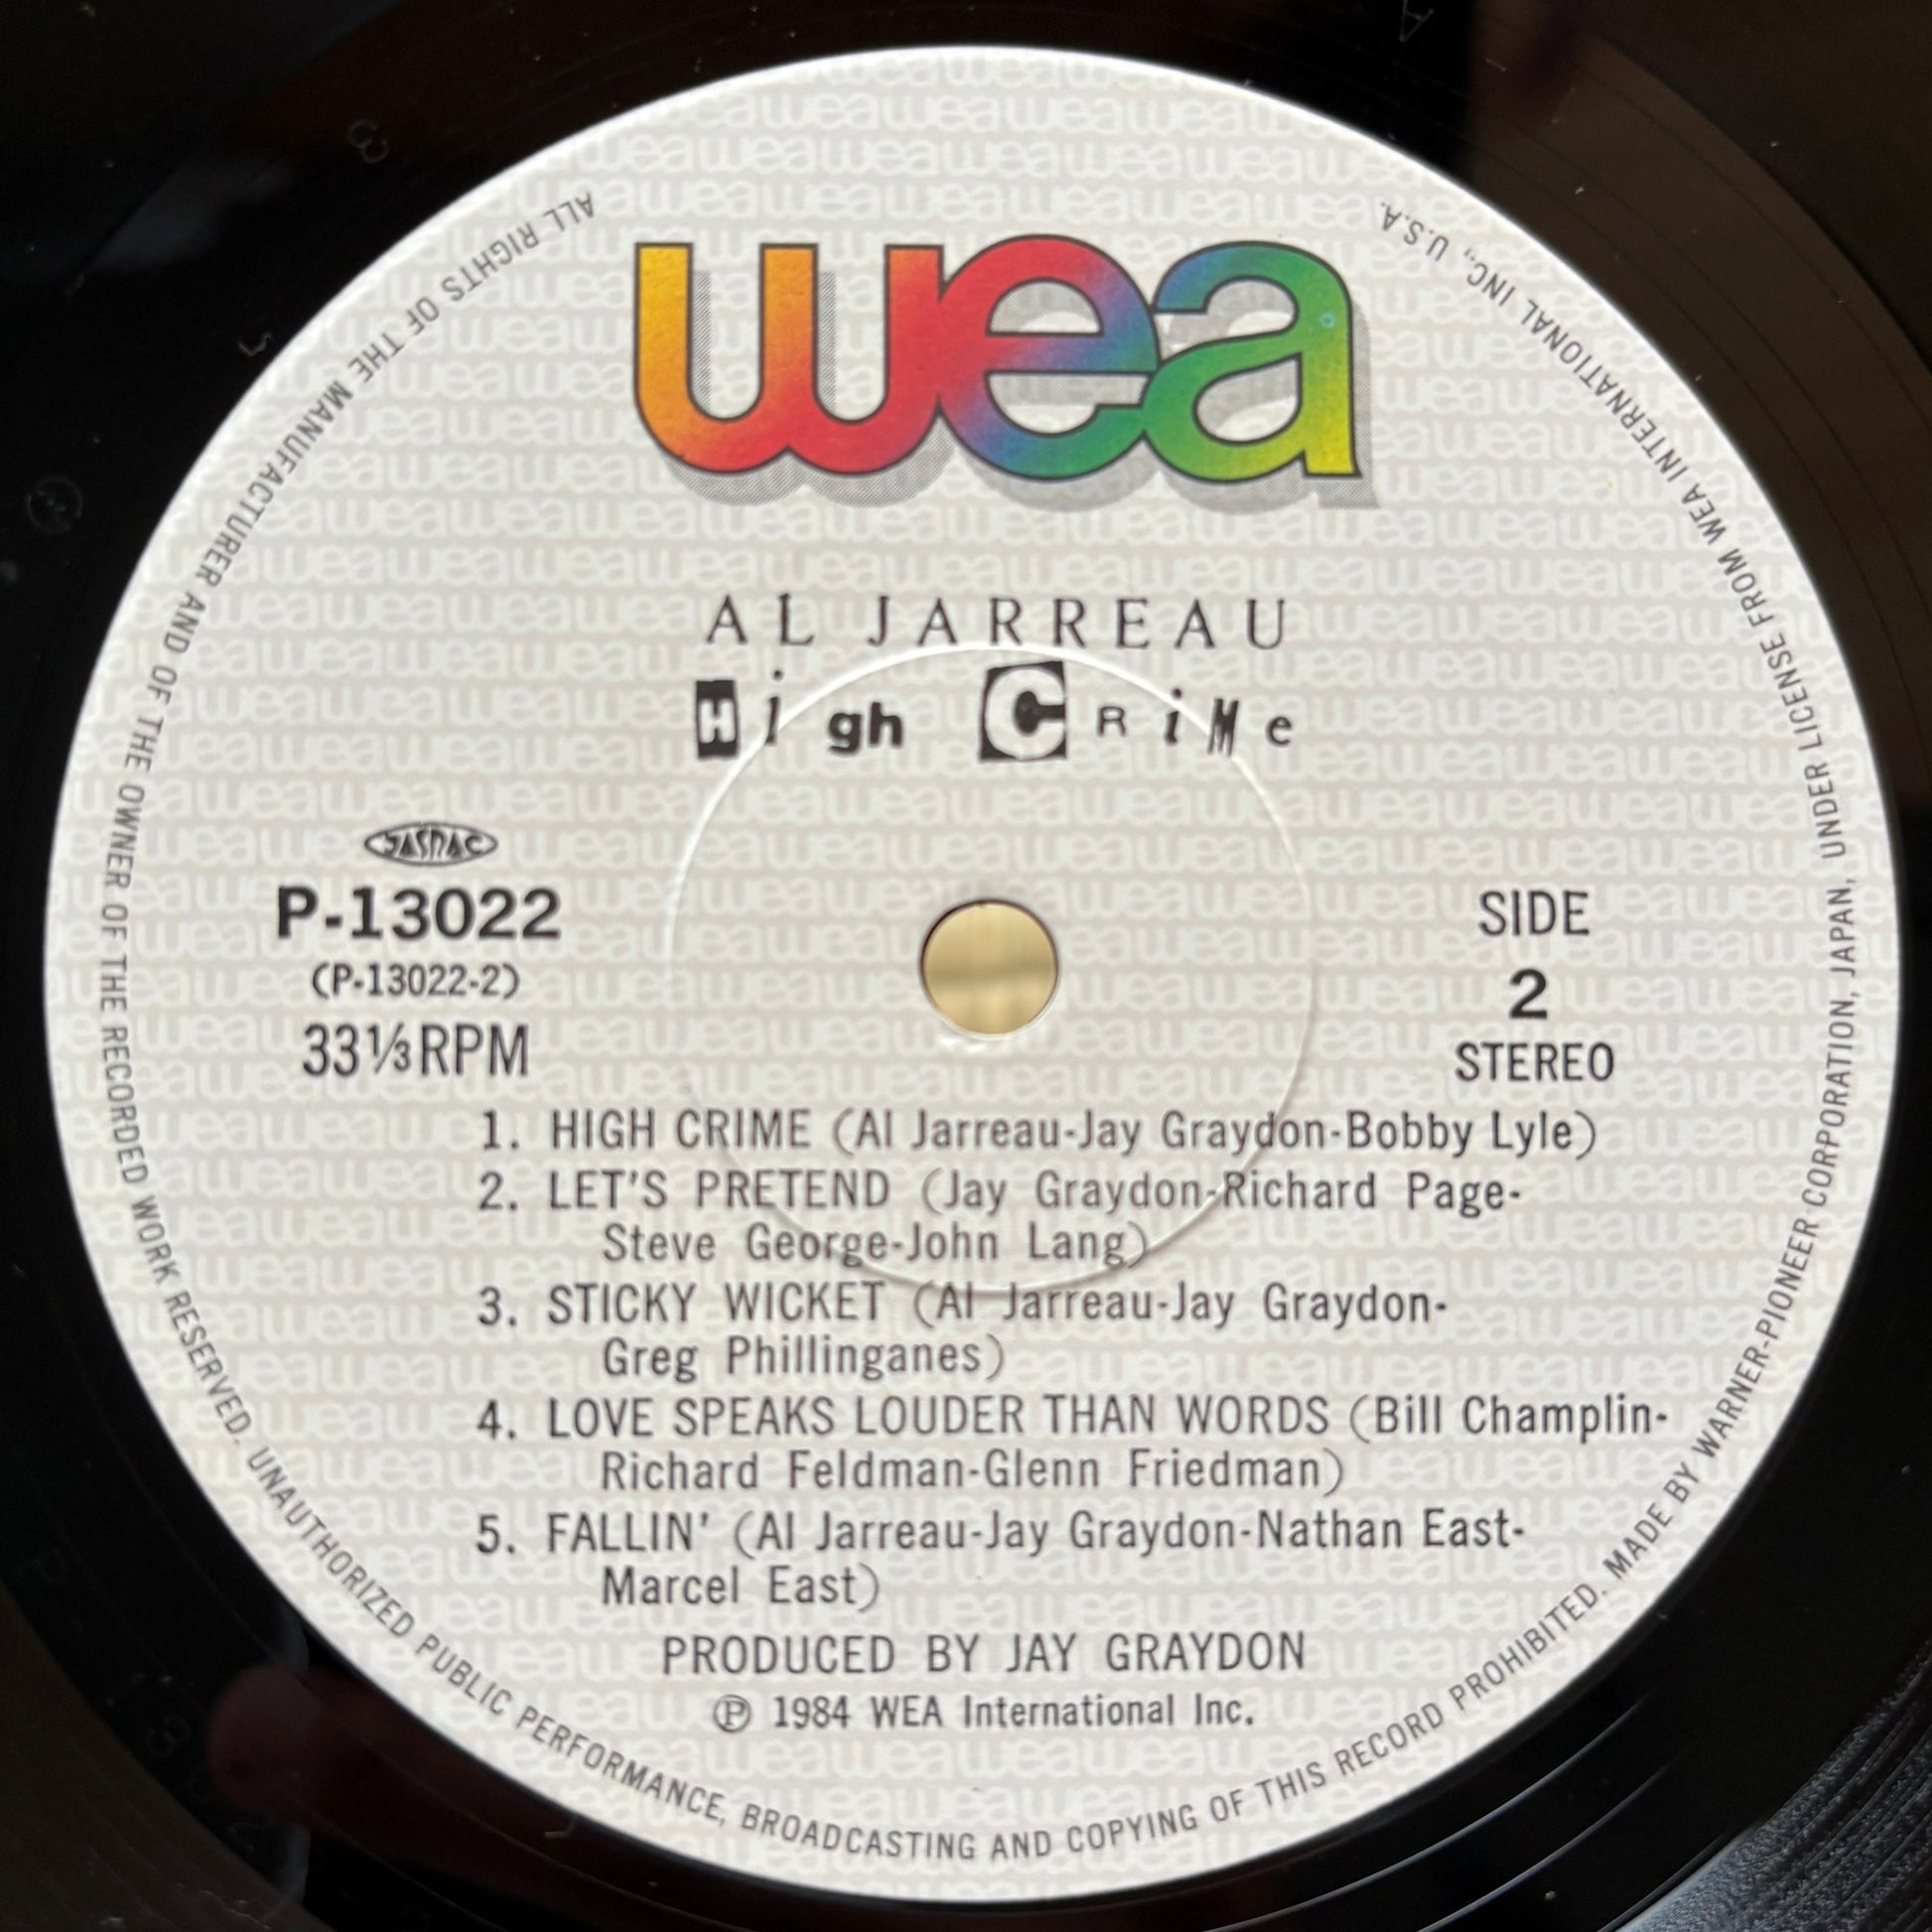 wea
AL JARREAU
High CRiMe
JASRAC
P-13022
(P-13022-2)
33⅓ RPM
SIDE
2
STEREO
1. HIGH CRIME (Al Jarreau-Jay Graydon-Bobby Lyle)
2. LET'S PRETEND (Jay Graydon-Richard Page-
Steve George-John Lang)
3. STICKY WICKET (Al Jarreau-Jay Graydon-
Greg Phillinganes)
4. LOVE SPEAKS LOUDER THAN WORDS (Bill Champlin-
Richard Feldman-Glenn Friedman)
5. FALLIN' (Al Jarreau-Jay Graydon-Nathan East-
Marcel East)
PRODUCED BY JAY GRAYDON
Ⓟ 1984 WEA International Inc.
ALL RIGHTS OF THE MANUFACTURER AND OF THE OWNER OF THE RECORDED WORK RESERVED. UNAUTHORIZED PUBLIC PERFORMANCE, BROADCASTING AND COPYING OF THIS RECORD PROHIBITED. MADE BY WARNER-PIONEER CORPORATION, JAPAN, UNDER LICENSE FROM WEA INTERNATIONAL INC., U.S.A.